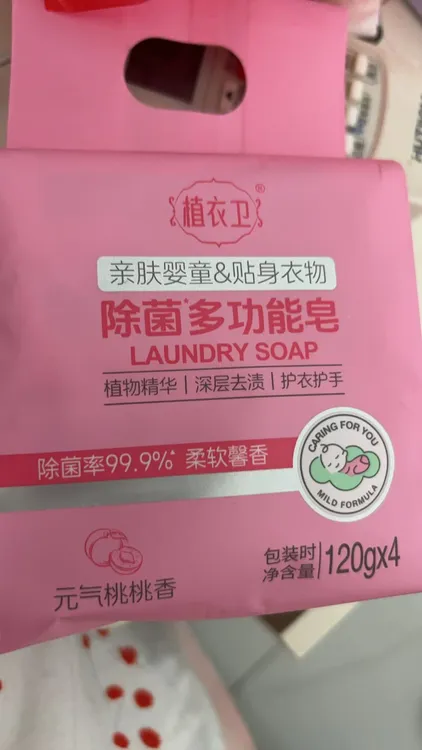 植衣卫®
亲肤婴童&贴身衣物
除菌*多功能皂
LAUNDRY SOAP
植物精华|深层去渍|护衣护手
除菌率99.9%* 柔软馨香
CARING FOR YOU
MILD FORMULA
元气桃桃香
包装时
净含量|120gx4